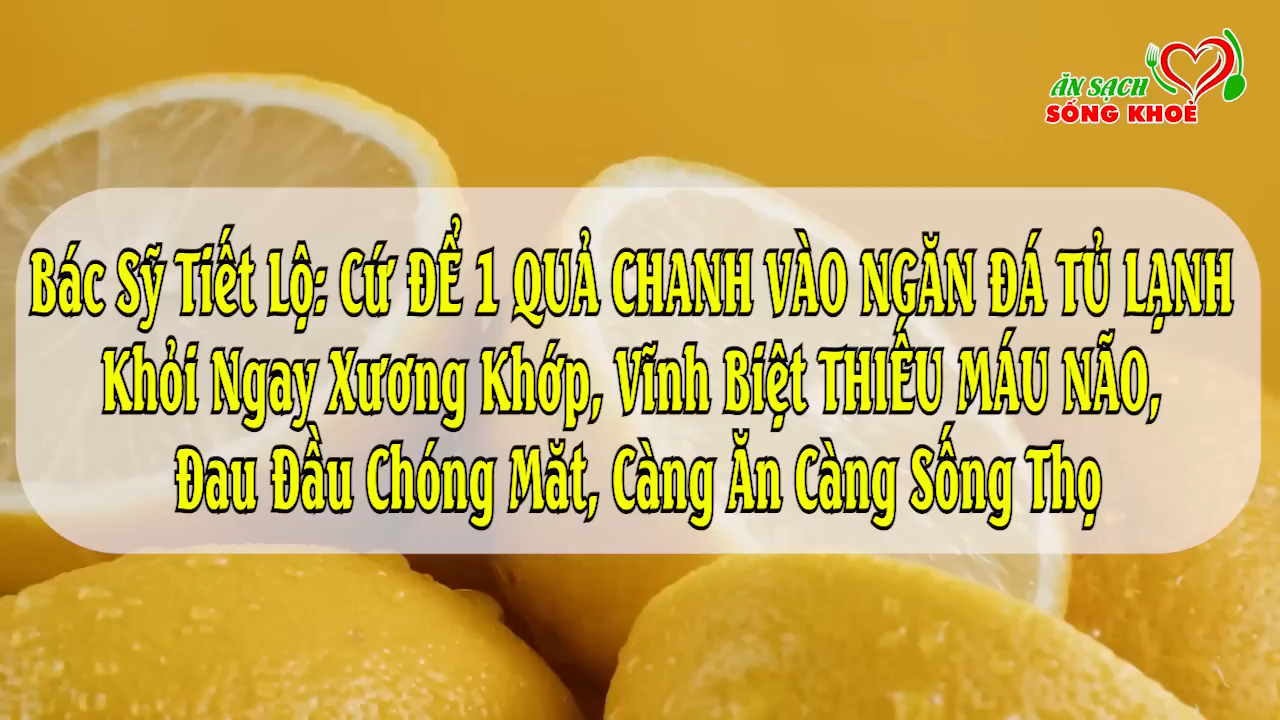 ĂN SẠCH
SỐNG KHOẺ
Bác Sỹ Tiết Lộ: Cứ ĐỂ 1 QUẢ CHANH VÀO NGĂN ĐÁ TỦ LẠNH
Khỏi Ngay Xương Khớp, Vĩnh Biệt THIẾU MÁU NÃO,
Đau Đầu Chóng Măt, Càng Ăn Càng Sống Thọ